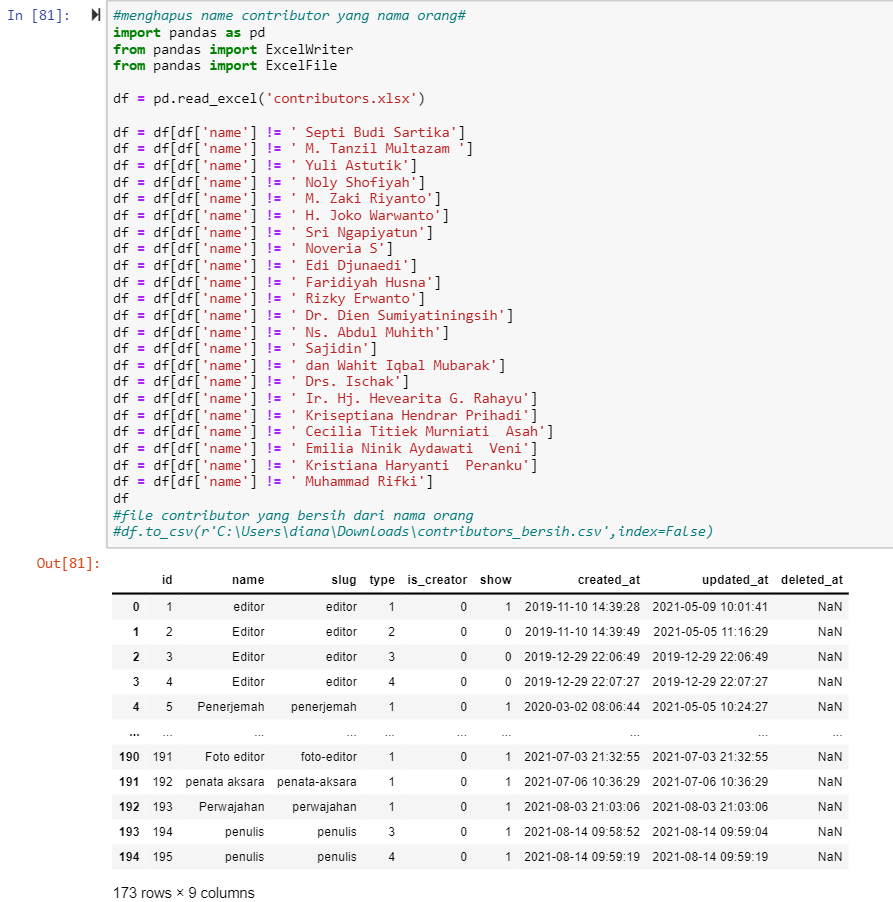 In [81]:
#menghapus name contributor yang nama orang#
import pandas as pd
from pandas import ExcelWriter
from pandas import ExcelFile
df = pd.read_excel('contributors.xlsx')
df = df[df['name'] != ' Septi Budi Sartika']
df = df[df['name'] != ' M. Tanzil Multazam ']
df = df[df['name'] != ' Yuli Astutik']
df = df[df['name'] != ' Noly Shofiyah']
df = df[df['name'] != ' M. Zaki Riyanto']
df = df[df['name'] != ' H. Joko Warwanto']
df = df[df['name'] != ' Sri Ngapiyatun']
df = df[df['name'] != ' Noveria S']
df = df[df['name'] != ' Edi Djunaedi']
df = df[df['name'] != ' Faridiyah Husna']
df = df[df['name'] != ' Rizky Erwanto']
df = df[df['name'] != ' Dr. Dien Sumiyatiningsih']
df = df[df['name'] != ' Ns. Abdul Muhith']
df = df[df['name'] != ' Sajidin']
df = df[df['name'] != ' dan Wahit Iqbal Mubarak']
df = df[df['name'] != ' Drs. Ischak']
df = df[df['name'] != ' Ir. Hj. Hevearita G. Rahayu']
df = df[df['name'] != ' Kriseptiana Hendrar Prihadi']
df = df[df['name'] != ' Cecilia Titiek Murniati  Asah']
df = df[df['name'] != ' Emilia Ninik Aydawati  Veni']
df = df[df['name'] != ' Kristiana Haryanti  Peranku']
df = df[df['name'] != ' Muhammad Rifki']
df
#file contributor yang bersih dari nama orang
#df.to_csv(r'C:\Users\diana\Downloads\contributors_bersih.csv',index=False)
Out[81]:
id name slug type is_creator show created_at updated_at deleted_at
0 1 editor editor 1 0 1 2019-11-10 14:39:28 2021-05-09 10:01:41 NaN
1 2 Editor editor 2 0 0 2019-11-10 14:39:49 2021-05-05 11:16:29 NaN
2 3 Editor editor 3 0 0 2019-12-29 22:06:49 2019-12-29 22:06:49 NaN
3 4 Editor editor 4 0 0 2019-12-29 22:07:27 2019-12-29 22:07:27 NaN
4 5 Penerjemah penerjemah 1 0 1 2020-03-02 08:06:44 2021-05-05 10:24:27 NaN
... ... ... ... ... ... ... ... ... ...
190 191 Foto editor foto-editor 1 0 1 2021-07-03 21:32:55 2021-07-03 21:32:55 NaN
191 192 penata aksara penata-aksara 1 0 1 2021-07-06 10:36:29 2021-07-06 10:36:29 NaN
192 193 Perwajahan perwajahan 1 0 1 2021-08-03 21:03:06 2021-08-03 21:03:06 NaN
193 194 penulis penulis 3 0 1 2021-08-14 09:58:52 2021-08-14 09:59:04 NaN
194 195 penulis penulis 4 0 1 2021-08-14 09:59:19 2021-08-14 09:59:19 NaN
173 rows × 9 columns